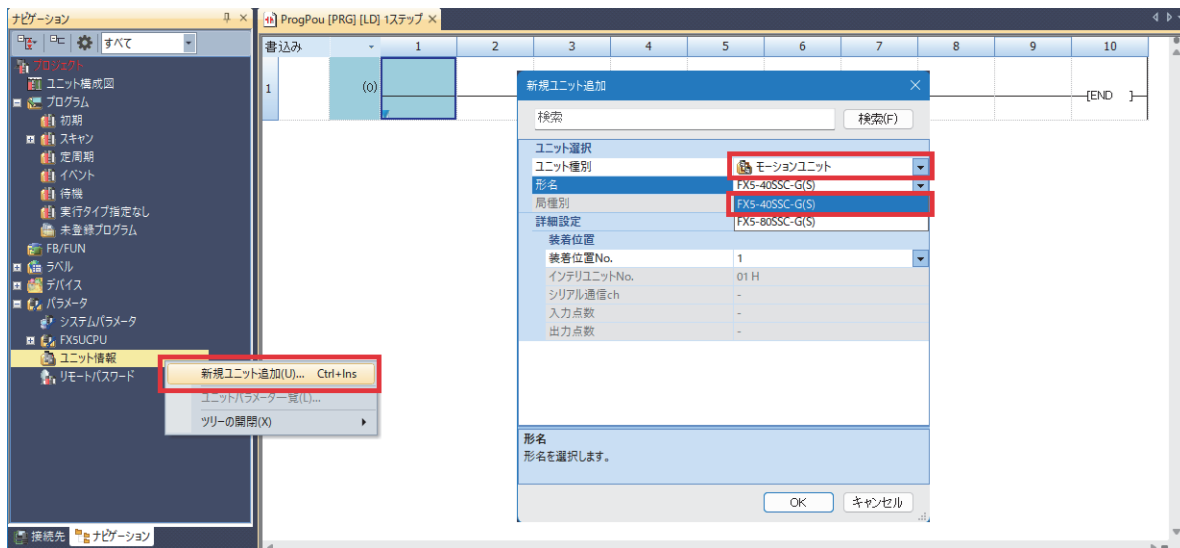 ナビゲーション
ProgPou [PRG] [LD] 1ステップ
すべて
書込み 1 2 3 4 5 6 7 8 9 10
1 (0) [END ]
プロジェクト
ユニット構成図
プログラム
初期
スキャン
定周期
イベント
待機
実行タイプ指定なし
未登録プログラム
FB/FUN
ラベル
デバイス
パラメータ
システムパラメータ
FX5UCPU
ユニット情報
リモートパスワード
新規ユニット追加(U)... Ctrl+Ins
ユニットパラメーター覧(L)...
ツリーの開閉(X)
新規ユニット追加
検索
検索(F)
ユニット選択
ユニット種別 モーションユニット
形名 FX5-40SSC-G(S)
局種別 FX5-40SSC-G(S)
詳細設定 FX5-80SSC-G(S)
装着位置
装着位置No. 1
インテリユニットNo. 01 H
シリアル通信ch -
入力点数 -
出力点数 -
形名
形名を選択します。
OK キャンセル
接続先 ナビゲーション